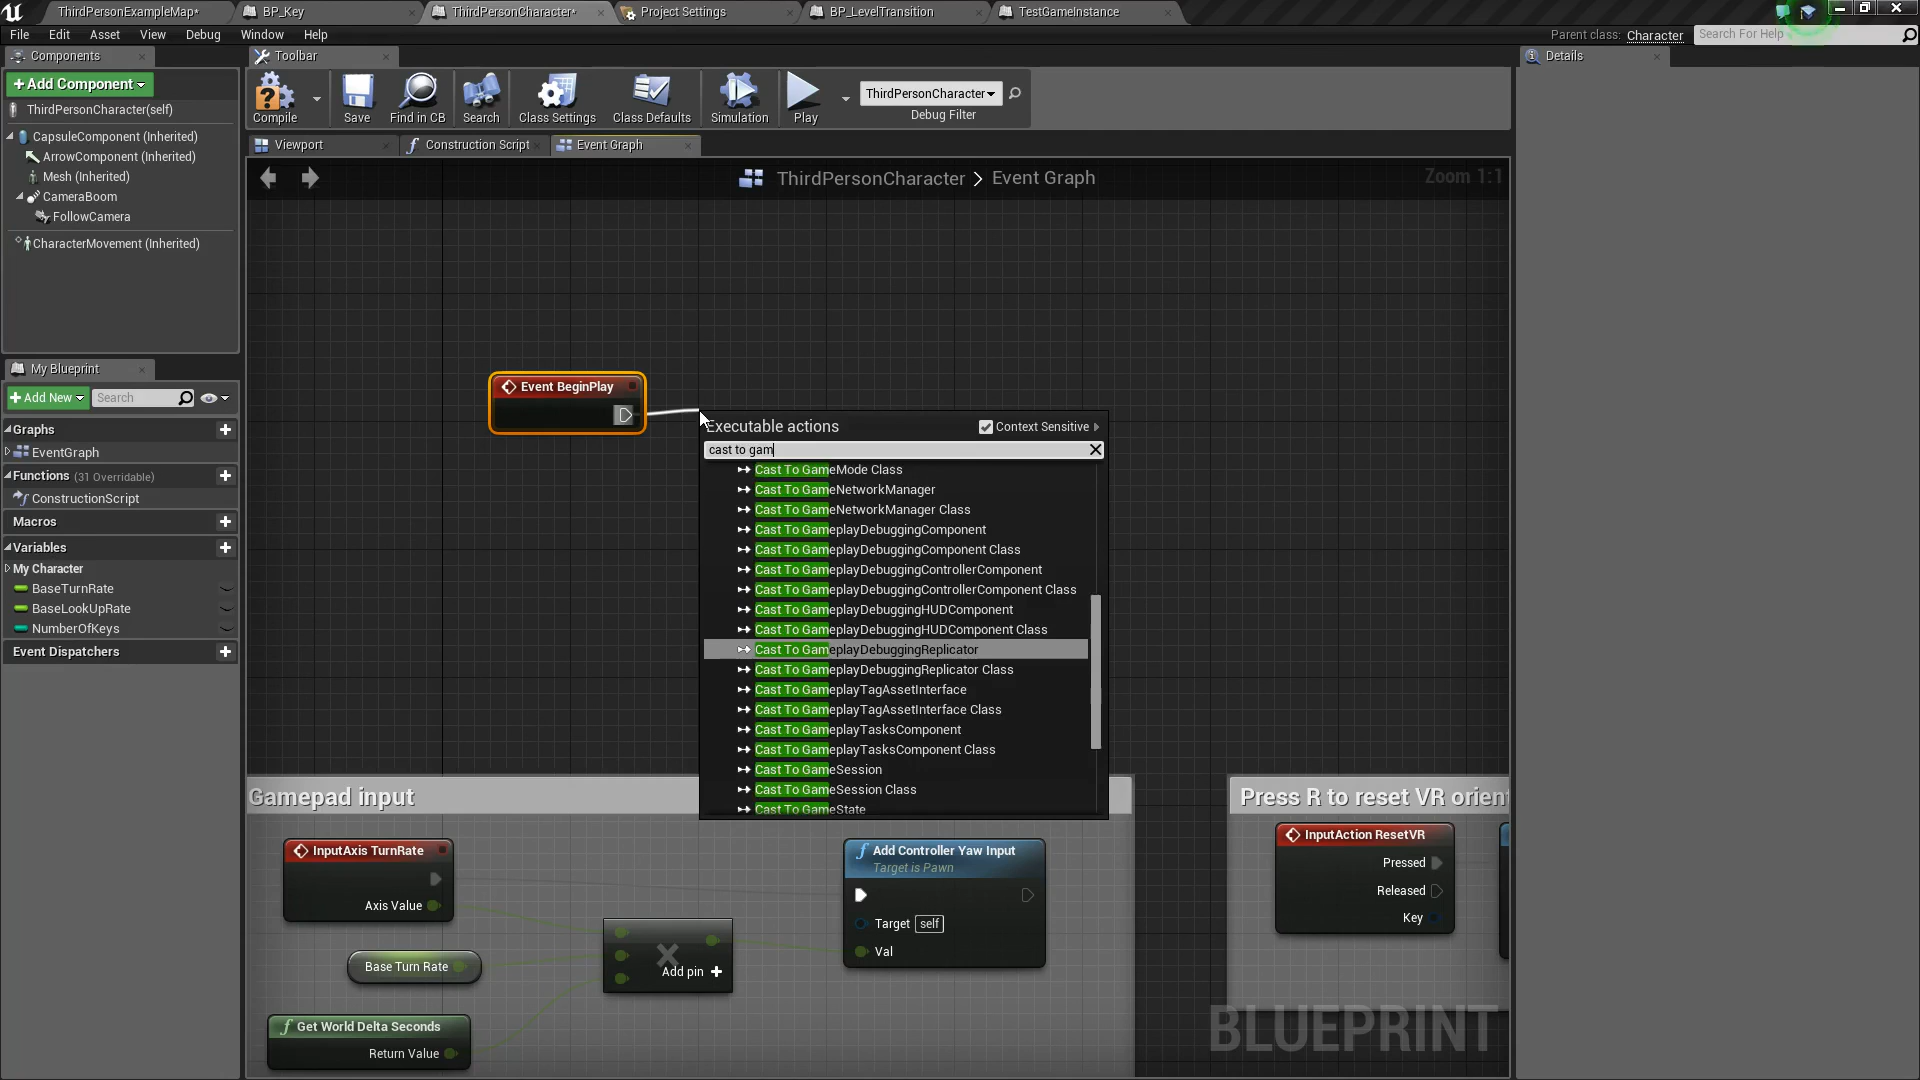 ThirdPersonExampleMap*
BP_Key
ThirdPersonCharacter*
Project Settings
BP_LevelTransition
TestGameInstance
File Edit Asset View Debug Window Help
Parent class: Character
Search For Help
Components
Toolbar
Details
+Add Component
ThirdPersonCharacter(self)
CapsuleComponent (Inherited)
ArrowComponent (Inherited)
Mesh (Inherited)
CameraBoom
FollowCamera
CharacterMovement (Inherited)
Compile
Save
Find in CB
Search
Class Settings
Class Defaults
Simulation
Play
ThirdPersonCharacter
Debug Filter
Viewport
Construction Script
Event Graph
ThirdPersonCharacter > Event Graph
Zoom 1:1
My Blueprint
+Add New
Search
Graphs
EventGraph
Functions (31 Overridable)
ConstructionScript
Macros
Variables
My Character
BaseTurnRate
BaseLookUpRate
NumberOfKeys
Event Dispatchers
Event BeginPlay
Executable actions
Context Sensitive
cast to gam
Cast To GameMode Class
Cast To GameNetworkManager
Cast To GameNetworkManager Class
Cast To GameplayDebuggingComponent
Cast To GameplayDebuggingComponent Class
Cast To GameplayDebuggingControllerComponent
Cast To GameplayDebuggingControllerComponent Class
Cast To GameplayDebuggingHUDComponent
Cast To GameplayDebuggingHUDComponent Class
Cast To GameplayDebuggingReplicator
Cast To GameplayDebuggingReplicator Class
Cast To GameplayTagAssetInterface
Cast To GameplayTagAssetInterface Class
Cast To GameplayTasksComponent
Cast To GameplayTasksComponent Class
Cast To GameSession
Cast To GameSession Class
Cast To GameState
Gamepad input
InputAxis TurnRate
Axis Value
Base Turn Rate
Get World Delta Seconds
Return Value
Add pin +
Add Controller Yaw Input
Target is Pawn
Target self
Val
Press R to reset VR orient
InputAction ResetVR
Pressed
Released
Key
BLUEPRINT